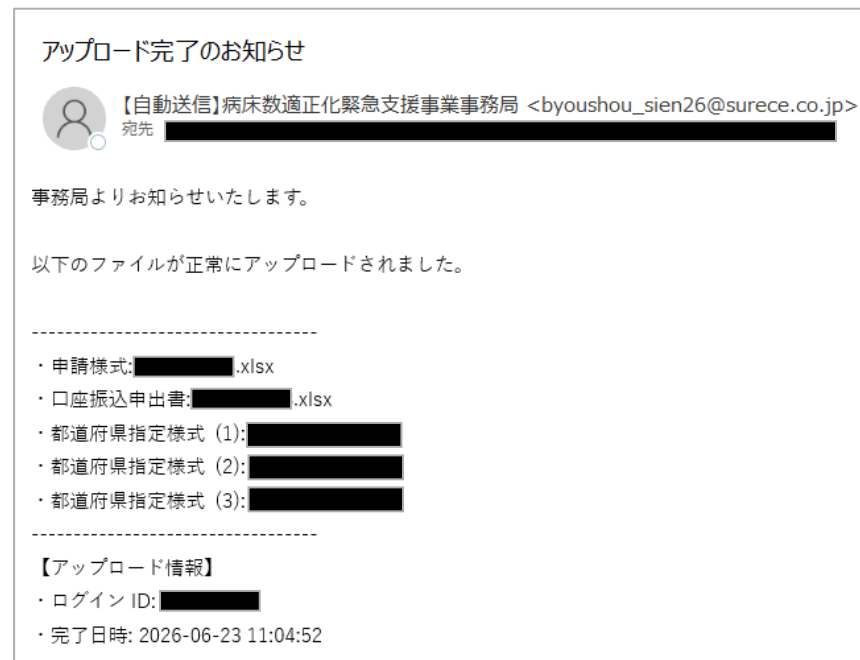 アップロード完了のお知らせ
【自動送信】病床数適正化緊急支援事業事務局 <byoushou_sien26@surece.co.jp>
宛先
事務局よりお知らせいたします。
以下のファイルが正常にアップロードされました。
----------------------------------
・申請様式:.xlsx
・口座振込申出書:.xlsx
・都道府県指定様式 (1):
・都道府県指定様式 (2):
・都道府県指定様式 (3):
----------------------------------
【アップロード情報】
・ログイン ID:
・完了日時: 2026-06-23 11:04:52